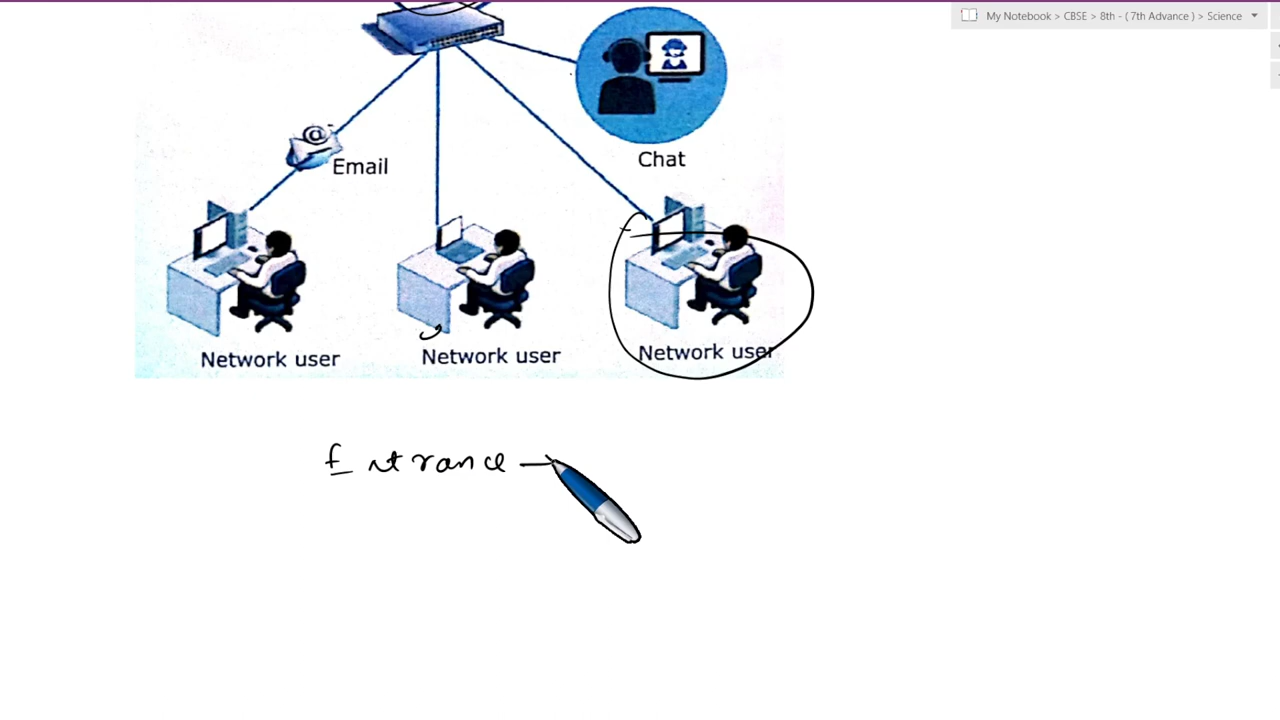 My Notebook > CBSE > 8th - ( 7th Advance ) > Science
@
Email
Chat
Network user
Network user
Network user
Entrance —